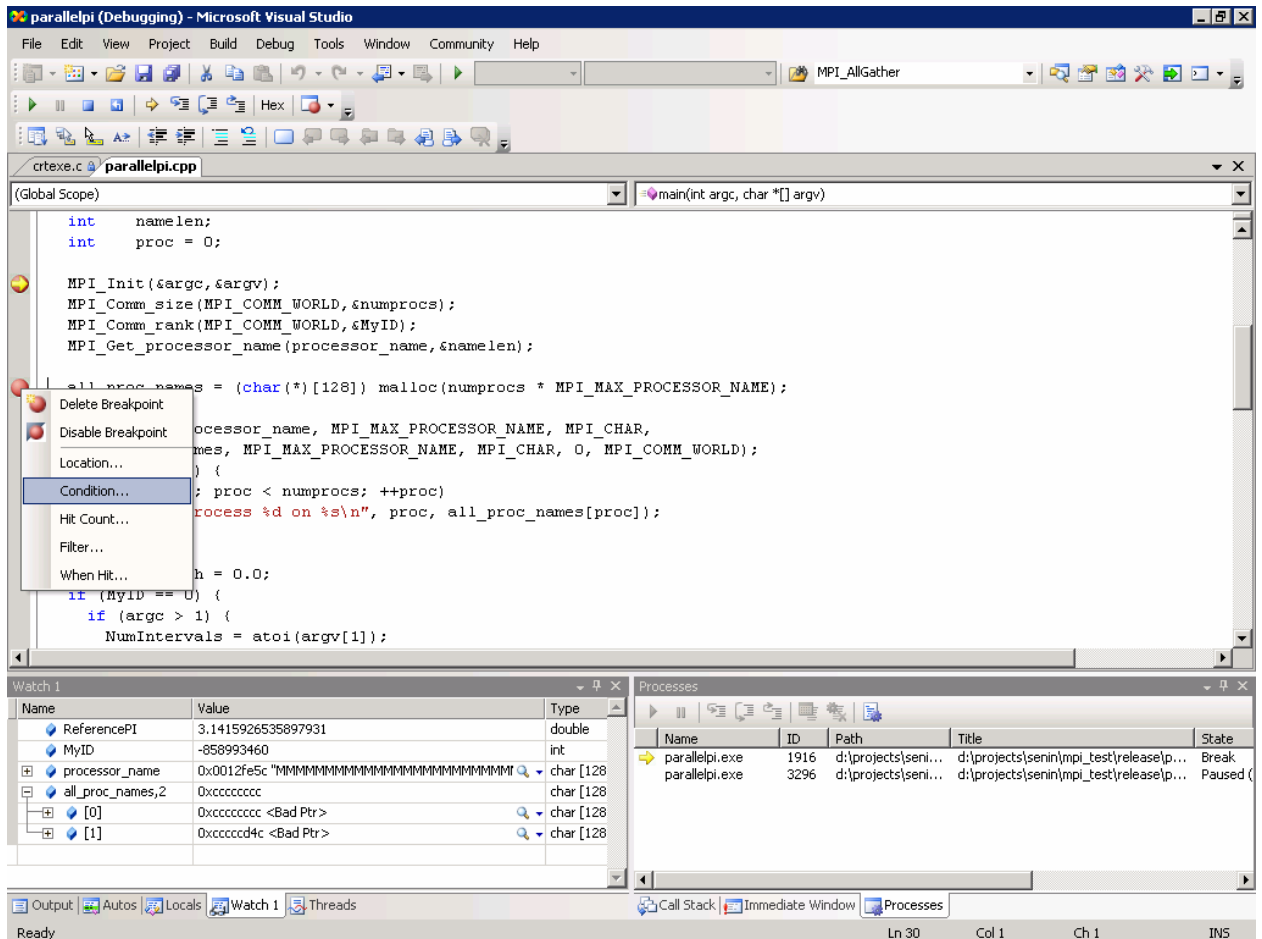 parallelpi (Debugging) - Microsoft Visual Studio
File Edit View Project Build Debug Tools Window Community Help
MPI_AllGather
Hex
crtexe.c parallelpi.cpp
(Global Scope) main(int argc, char *[] argv)
int namelen;
int proc = 0;
MPI_Init(&argc,&argv);
MPI_Comm_size(MPI_COMM_WORLD,&numprocs);
MPI_Comm_rank(MPI_COMM_WORLD,&MyID);
MPI_Get_processor_name(processor_name,&namelen);
all_proc_names = (char(*)[128]) malloc(numprocs * MPI_MAX_PROCESSOR_NAME);
Delete Breakpoint
Disable Breakpoint
Location...
Condition...
Hit Count...
Filter...
When Hit...
ocessor_name, MPI_MAX_PROCESSOR_NAME, MPI_CHAR,
mes, MPI_MAX_PROCESSOR_NAME, MPI_CHAR, 0, MPI_COMM_WORLD);
) {
; proc < numprocs; ++proc)
rocess %d on %s\n", proc, all_proc_names[proc]);
h = 0.0;
if (MyID == 0) {
if (argc > 1) {
NumIntervals = atoi(argv[1]);
Watch 1
Name Value Type
ReferencePI 3.1415926535897931 double
MyID -858993460 int
processor_name char [128
all_proc_names,2 0xcccccccc char [128
[0] 0xcccccccc <Bad Ptr> char [128
[1] 0xcccccd4c <Bad Ptr> char [128
Output Autos Locals Watch 1 Threads
Processes
Name ID Path Title State
parallelpi.exe 1916 d:\projects\seni... d:\projects\senin\mpi_test\release\p... Break
parallelpi.exe 3296 d:\projects\seni... d:\projects\senin\mpi_test\release\p... Paused (
Call Stack Immediate Window Processes
Ready Ln 30 Col 1 Ch 1 INS